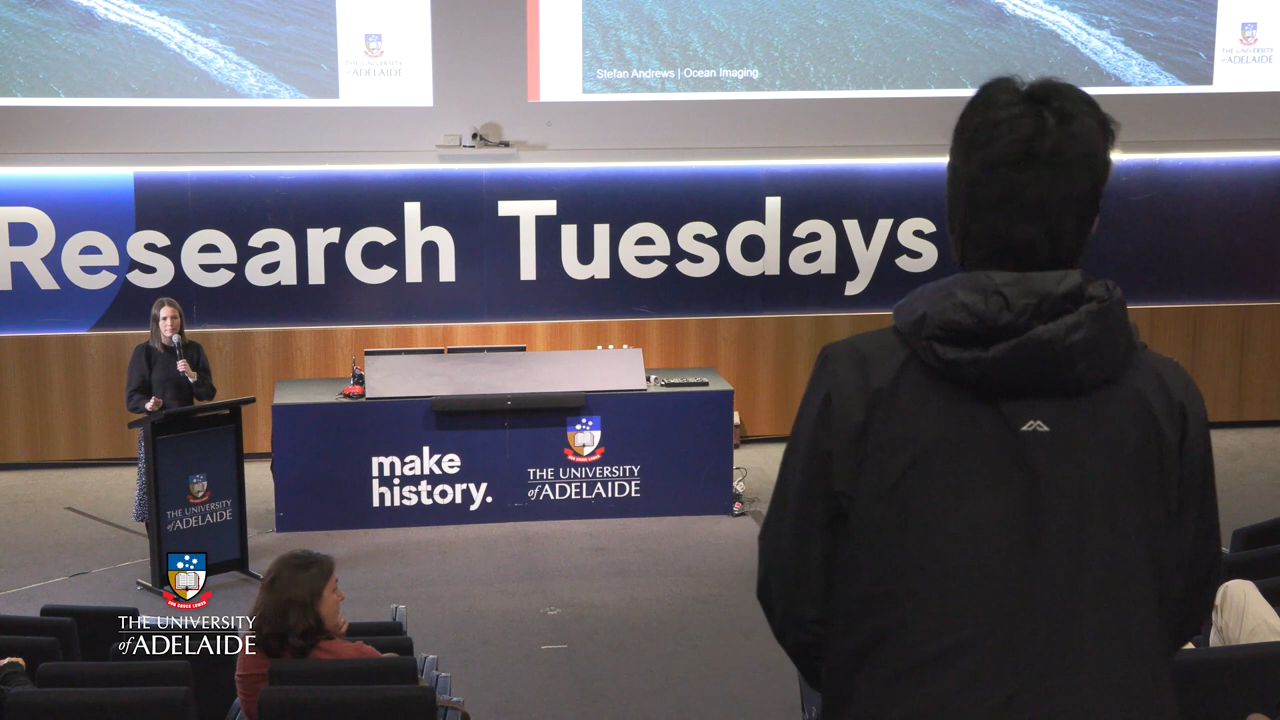 THE UNIVERSITY
of ADELAIDE
Stefan Andrews | Ocean Imaging
THE UNIVERSITY
of ADELAIDE
Research Tuesdays
make
history.
THE UNIVERSITY
of ADELAIDE
THE UNIVERSITY
of ADELAIDE
THE UNIVERSITY
of ADELAIDE